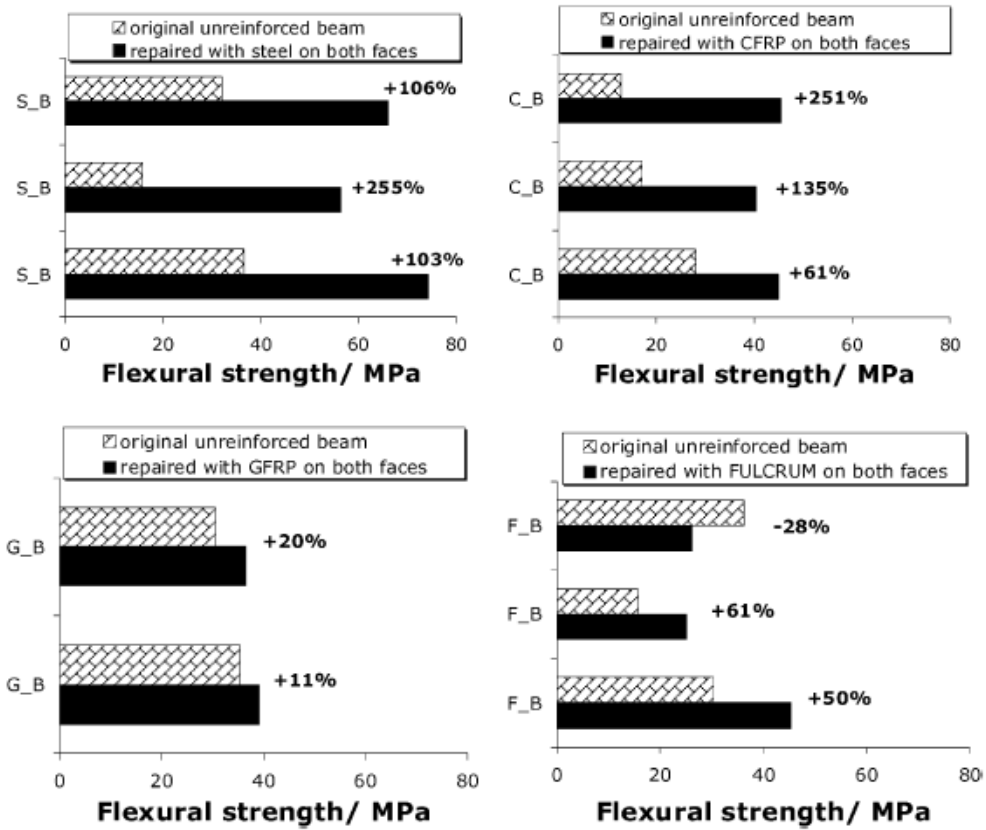 original unreinforced beam
repaired with steel on both faces
S_B
+106%
S_B
+255%
S_B
+103%
0 20 40 60 80
Flexural strength/ MPa
original unreinforced beam
repaired with CFRP on both faces
C_B
+251%
C_B
+135%
C_B
+61%
0 20 40 60 80
Flexural strength/ MPa
original unreinforced beam
repaired with GFRP on both faces
G_B
+20%
G_B
+11%
0 20 40 60 80
Flexural strength/ MPa
original unreinforced beam
repaired with FULCRUM on both faces
F_B
-28%
F_B
+61%
F_B
+50%
0 20 40 60 80
Flexural strength/ MPa